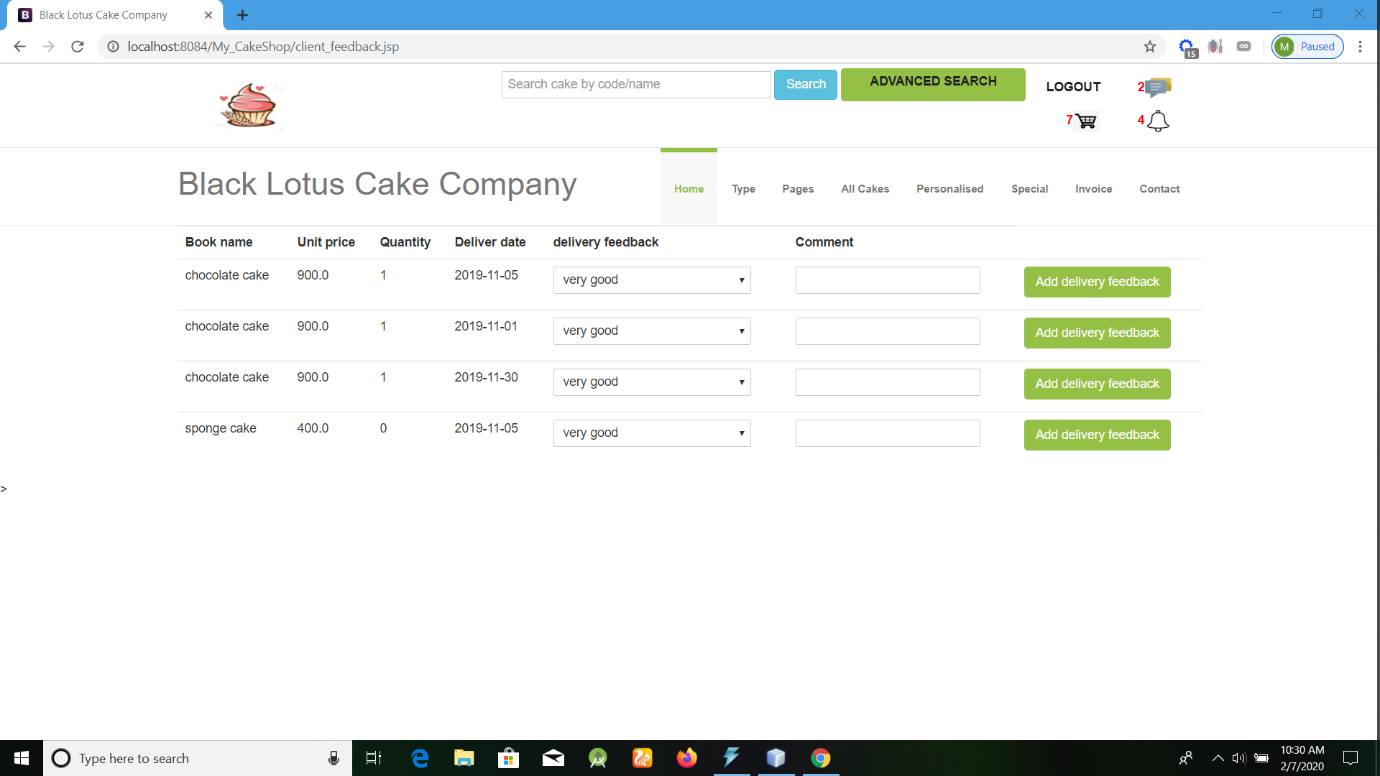 B Black Lotus Cake Company
localhost:8084/My_CakeShop/client_feedback.jsp
15
M Paused
Search cake by code/name Search ADVANCED SEARCH LOGOUT 2
7 4
Black Lotus Cake Company Home Type Pages All Cakes Personalised Special Invoice Contact
Book name Unit price Quantity Deliver date delivery feedback Comment
chocolate cake 900.0 1 2019-11-05 very good Add delivery feedback
chocolate cake 900.0 1 2019-11-01 very good Add delivery feedback
chocolate cake 900.0 1 2019-11-30 very good Add delivery feedback
sponge cake 400.0 0 2019-11-05 very good Add delivery feedback
>
Type here to search
10:30 AM
2/7/2020